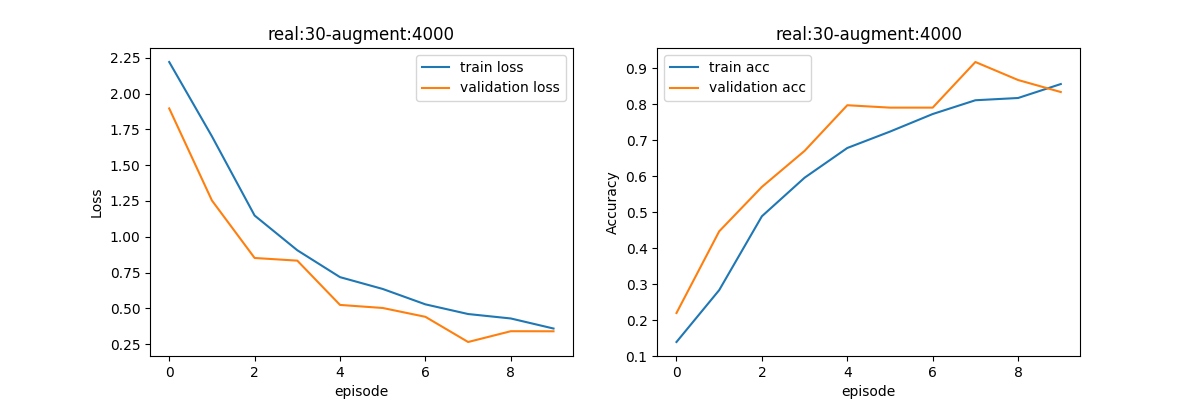 real:30-augment:4000
2.25
2.00
1.75
1.50
1.25
1.00
0.75
0.50
0.25
Loss
train loss
validation loss
0 2 4 6 8
episode
real:30-augment:4000
0.9
0.8
0.7
0.6
0.5
0.4
0.3
0.2
0.1
Accuracy
train acc
validation acc
0 2 4 6 8
episode